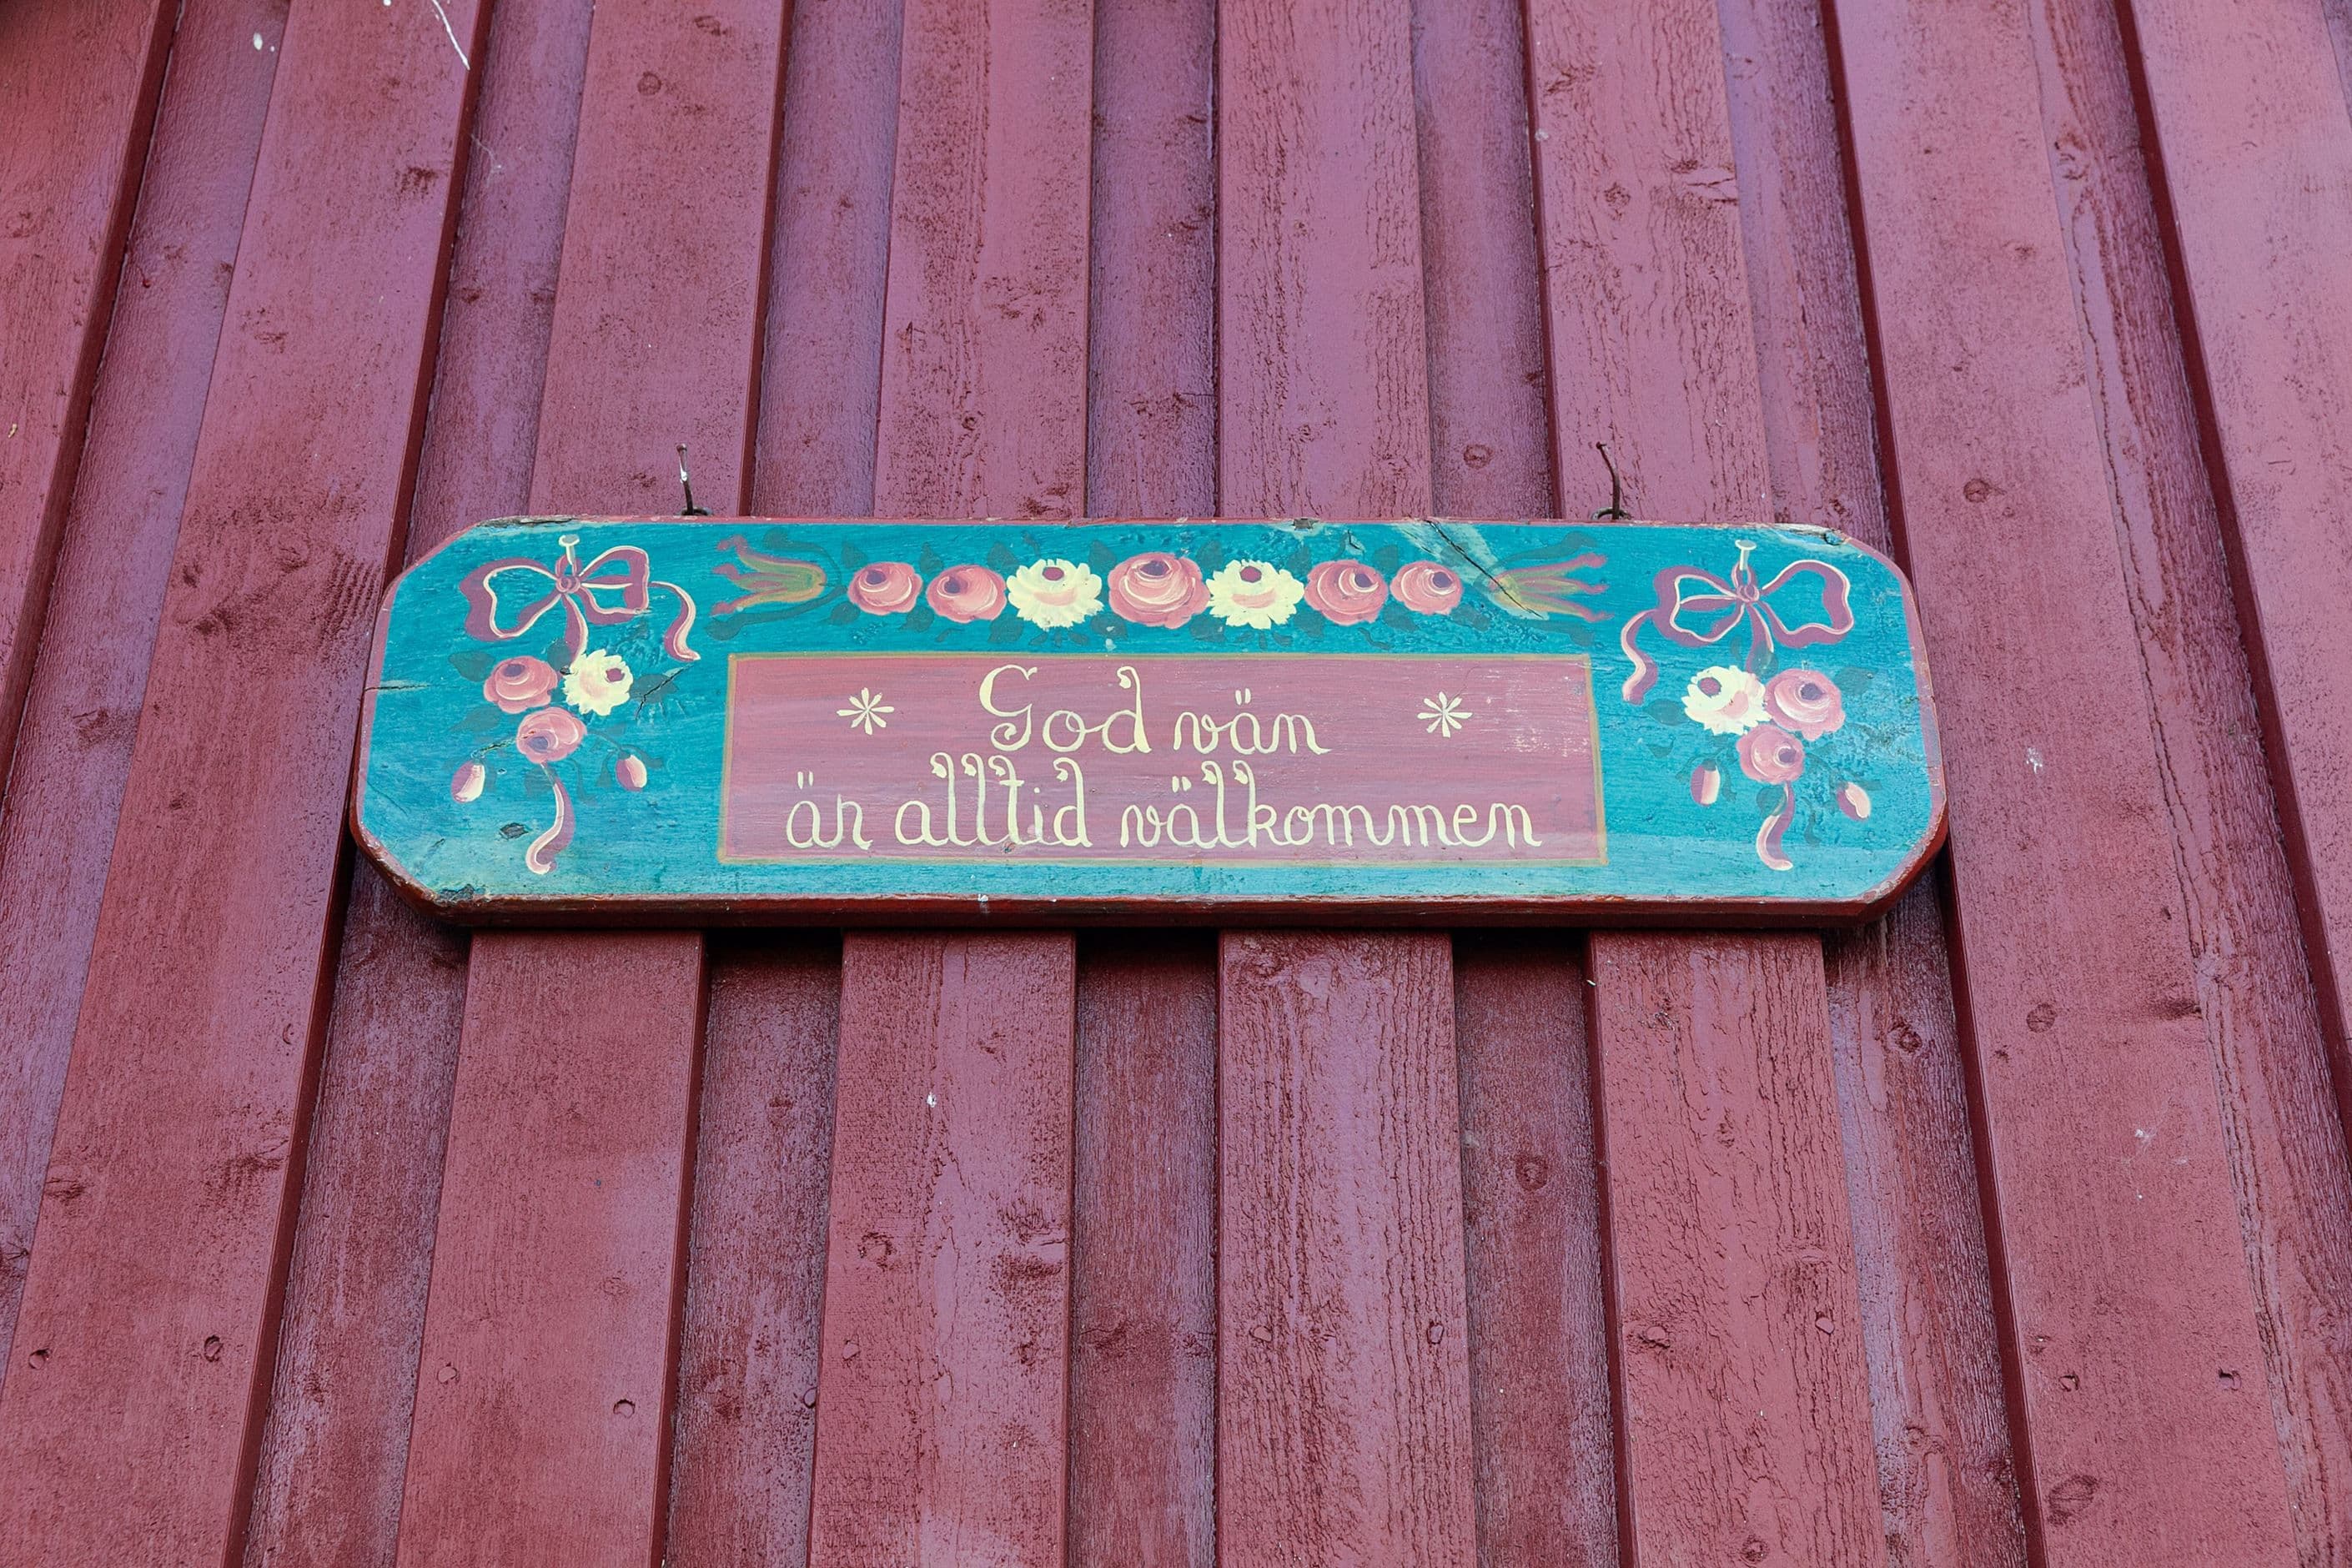 God vän
är alltid välkommen